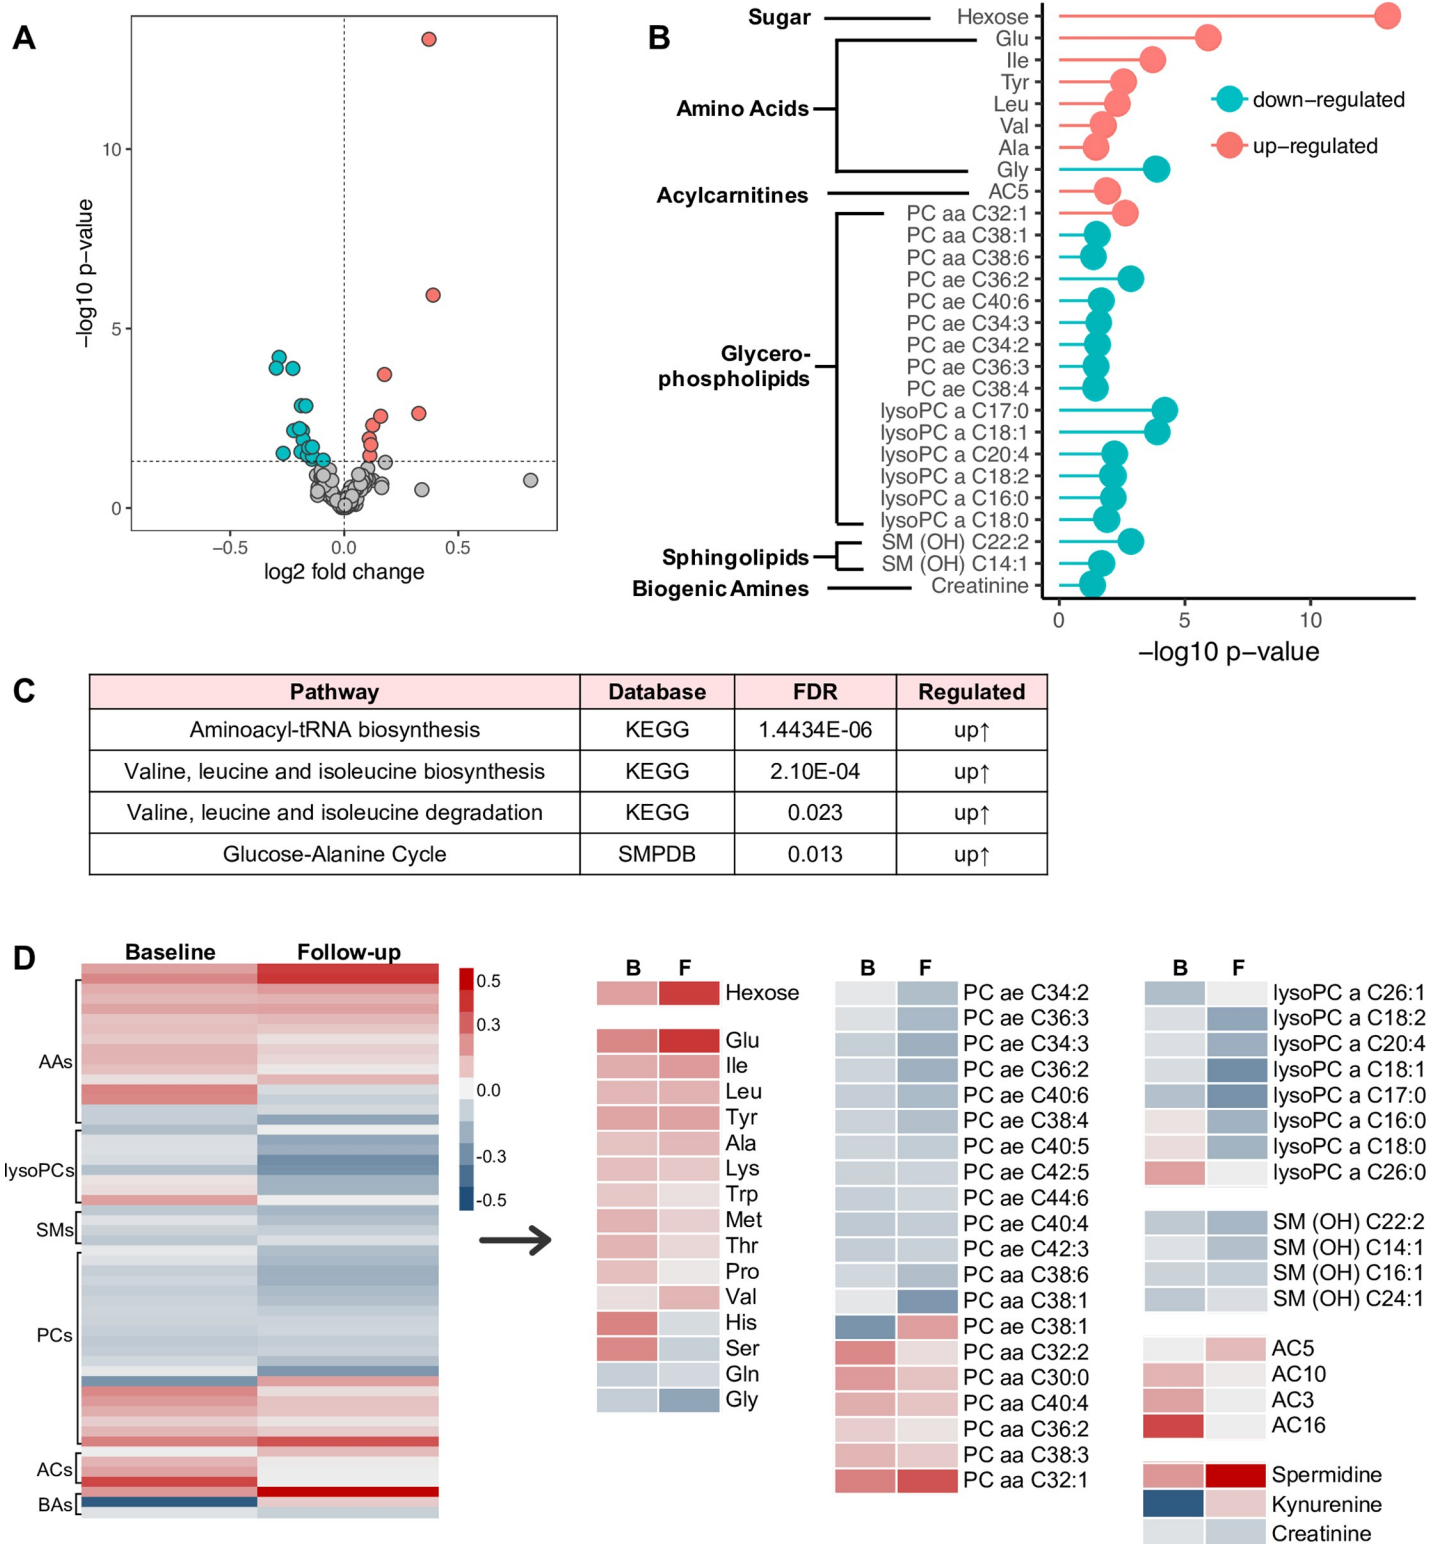 A
−log10 p−value
10
5
0
−0.5
0.0
0.5
log2 fold change
B
Sugar
Amino Acids
Acylcarnitines
Glycero-
phospholipids
Sphingolipids
Biogenic Amines
Hexose
Glu
Ile
Tyr
Leu
Val
Ala
Gly
AC5
PC aa C32:1
PC aa C38:1
PC aa C38:6
PC ae C36:2
PC ae C40:6
PC ae C34:3
PC ae C34:2
PC ae C36:3
PC ae C38:4
lysoPC a C17:0
lysoPC a C18:1
lysoPC a C20:4
lysoPC a C18:2
lysoPC a C16:0
lysoPC a C18:0
SM (OH) C22:2
SM (OH) C14:1
Creatinine
down−regulated
up−regulated
0
5
10
−log10 p−value
C
Pathway Database FDR Regulated
Aminoacyl-tRNA biosynthesis KEGG 1.4434E-06 up↑
Valine, leucine and isoleucine biosynthesis KEGG 2.10E-04 up↑
Valine, leucine and isoleucine degradation KEGG 0.023 up↑
Glucose-Alanine Cycle SMPDB 0.013 up↑
D
Baseline Follow-up
AAs
lysoPCs
SMs
PCs
ACs
BAs
0.5
0.3
0.0
-0.3
-0.5
B F
Hexose
Glu
Ile
Leu
Tyr
Ala
Lys
Trp
Met
Thr
Pro
Val
His
Ser
Gln
Gly
B F
PC ae C34:2
PC ae C36:3
PC ae C34:3
PC ae C36:2
PC ae C40:6
PC ae C38:4
PC ae C40:5
PC ae C42:5
PC ae C44:6
PC ae C40:4
PC ae C42:3
PC aa C38:6
PC aa C38:1
PC ae C38:1
PC aa C32:2
PC aa C30:0
PC aa C40:4
PC aa C36:2
PC aa C38:3
PC aa C32:1
B F
lysoPC a C26:1
lysoPC a C18:2
lysoPC a C20:4
lysoPC a C18:1
lysoPC a C17:0
lysoPC a C16:0
lysoPC a C18:0
lysoPC a C26:0
SM (OH) C22:2
SM (OH) C14:1
SM (OH) C16:1
SM (OH) C24:1
AC5
AC10
AC3
AC16
Spermidine
Kynurenine
Creatinine